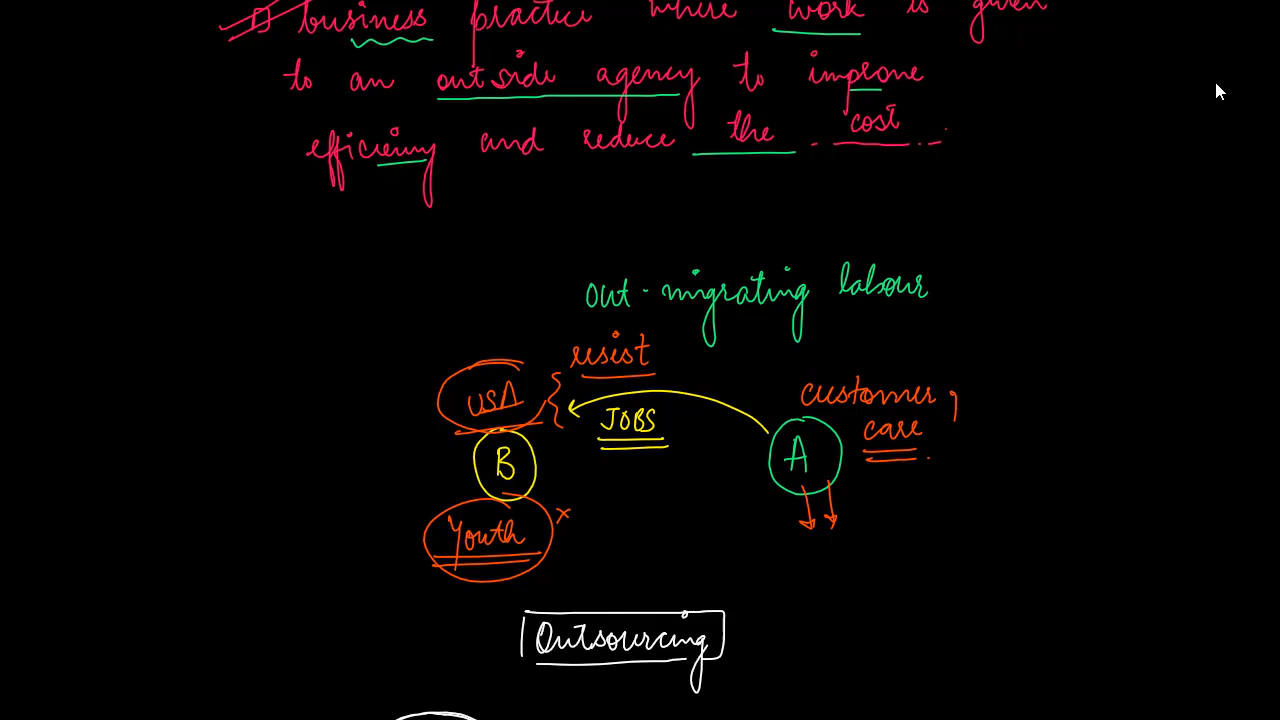 1) business practice where work is given
to an outside agency to improve
efficiency and reduce the cost
out-migrating labour
resist
USA
JOBS
customer
care
B
A
Youth
Outsourcing